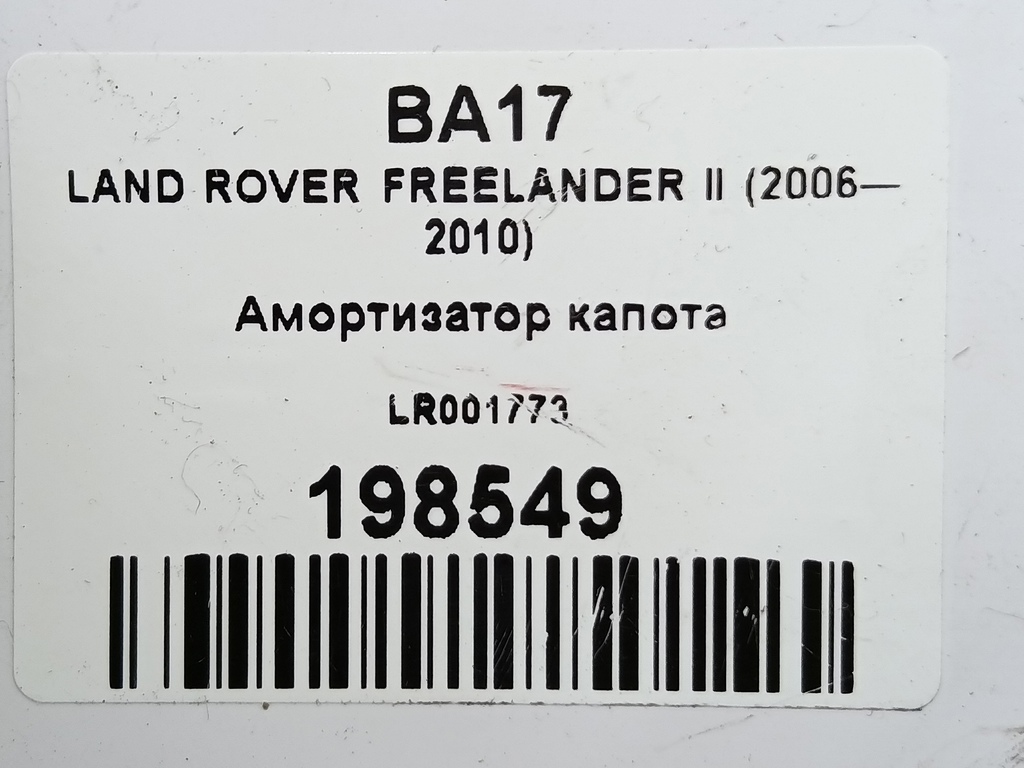 BA17
LAND ROVER FREELANDER II (2006—
2010)
Амортизатор капота
LR001773
198549